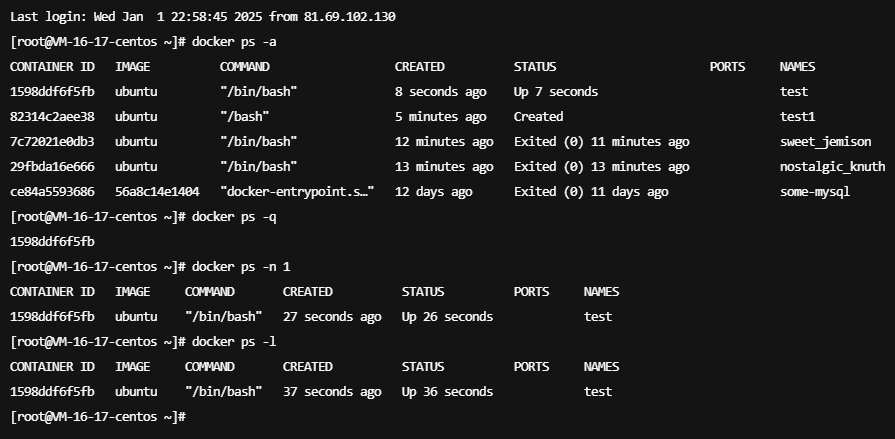 Last login: Wed Jan  1 22:58:45 2025 from 81.69.102.130
[root@VM-16-17-centos ~]# docker ps -a
CONTAINER ID   IMAGE          COMMAND                  CREATED          STATUS                      PORTS     NAMES
1598ddf6f5fb   ubuntu         "/bin/bash"              8 seconds ago    Up 7 seconds                          test
82314c2aee38   ubuntu         "/bash"                  5 minutes ago    Created                               test1
7c72021e0db3   ubuntu         "/bin/bash"              12 minutes ago   Exited (0) 11 minutes ago             sweet_jemison
29fbda16e666   ubuntu         "/bin/bash"              13 minutes ago   Exited (0) 13 minutes ago             nostalgic_knuth
ce84a5593686   56a8c14e1404   "docker-entrypoint.s…"   12 days ago      Exited (0) 11 days ago                some-mysql
[root@VM-16-17-centos ~]# docker ps -q
1598ddf6f5fb
[root@VM-16-17-centos ~]# docker ps -n 1
CONTAINER ID   IMAGE     COMMAND       CREATED          STATUS          PORTS     NAMES
1598ddf6f5fb   ubuntu    "/bin/bash"   27 seconds ago   Up 26 seconds             test
[root@VM-16-17-centos ~]# docker ps -l
CONTAINER ID   IMAGE     COMMAND       CREATED          STATUS          PORTS     NAMES
1598ddf6f5fb   ubuntu    "/bin/bash"   37 seconds ago   Up 36 seconds             test
[root@VM-16-17-centos ~]#